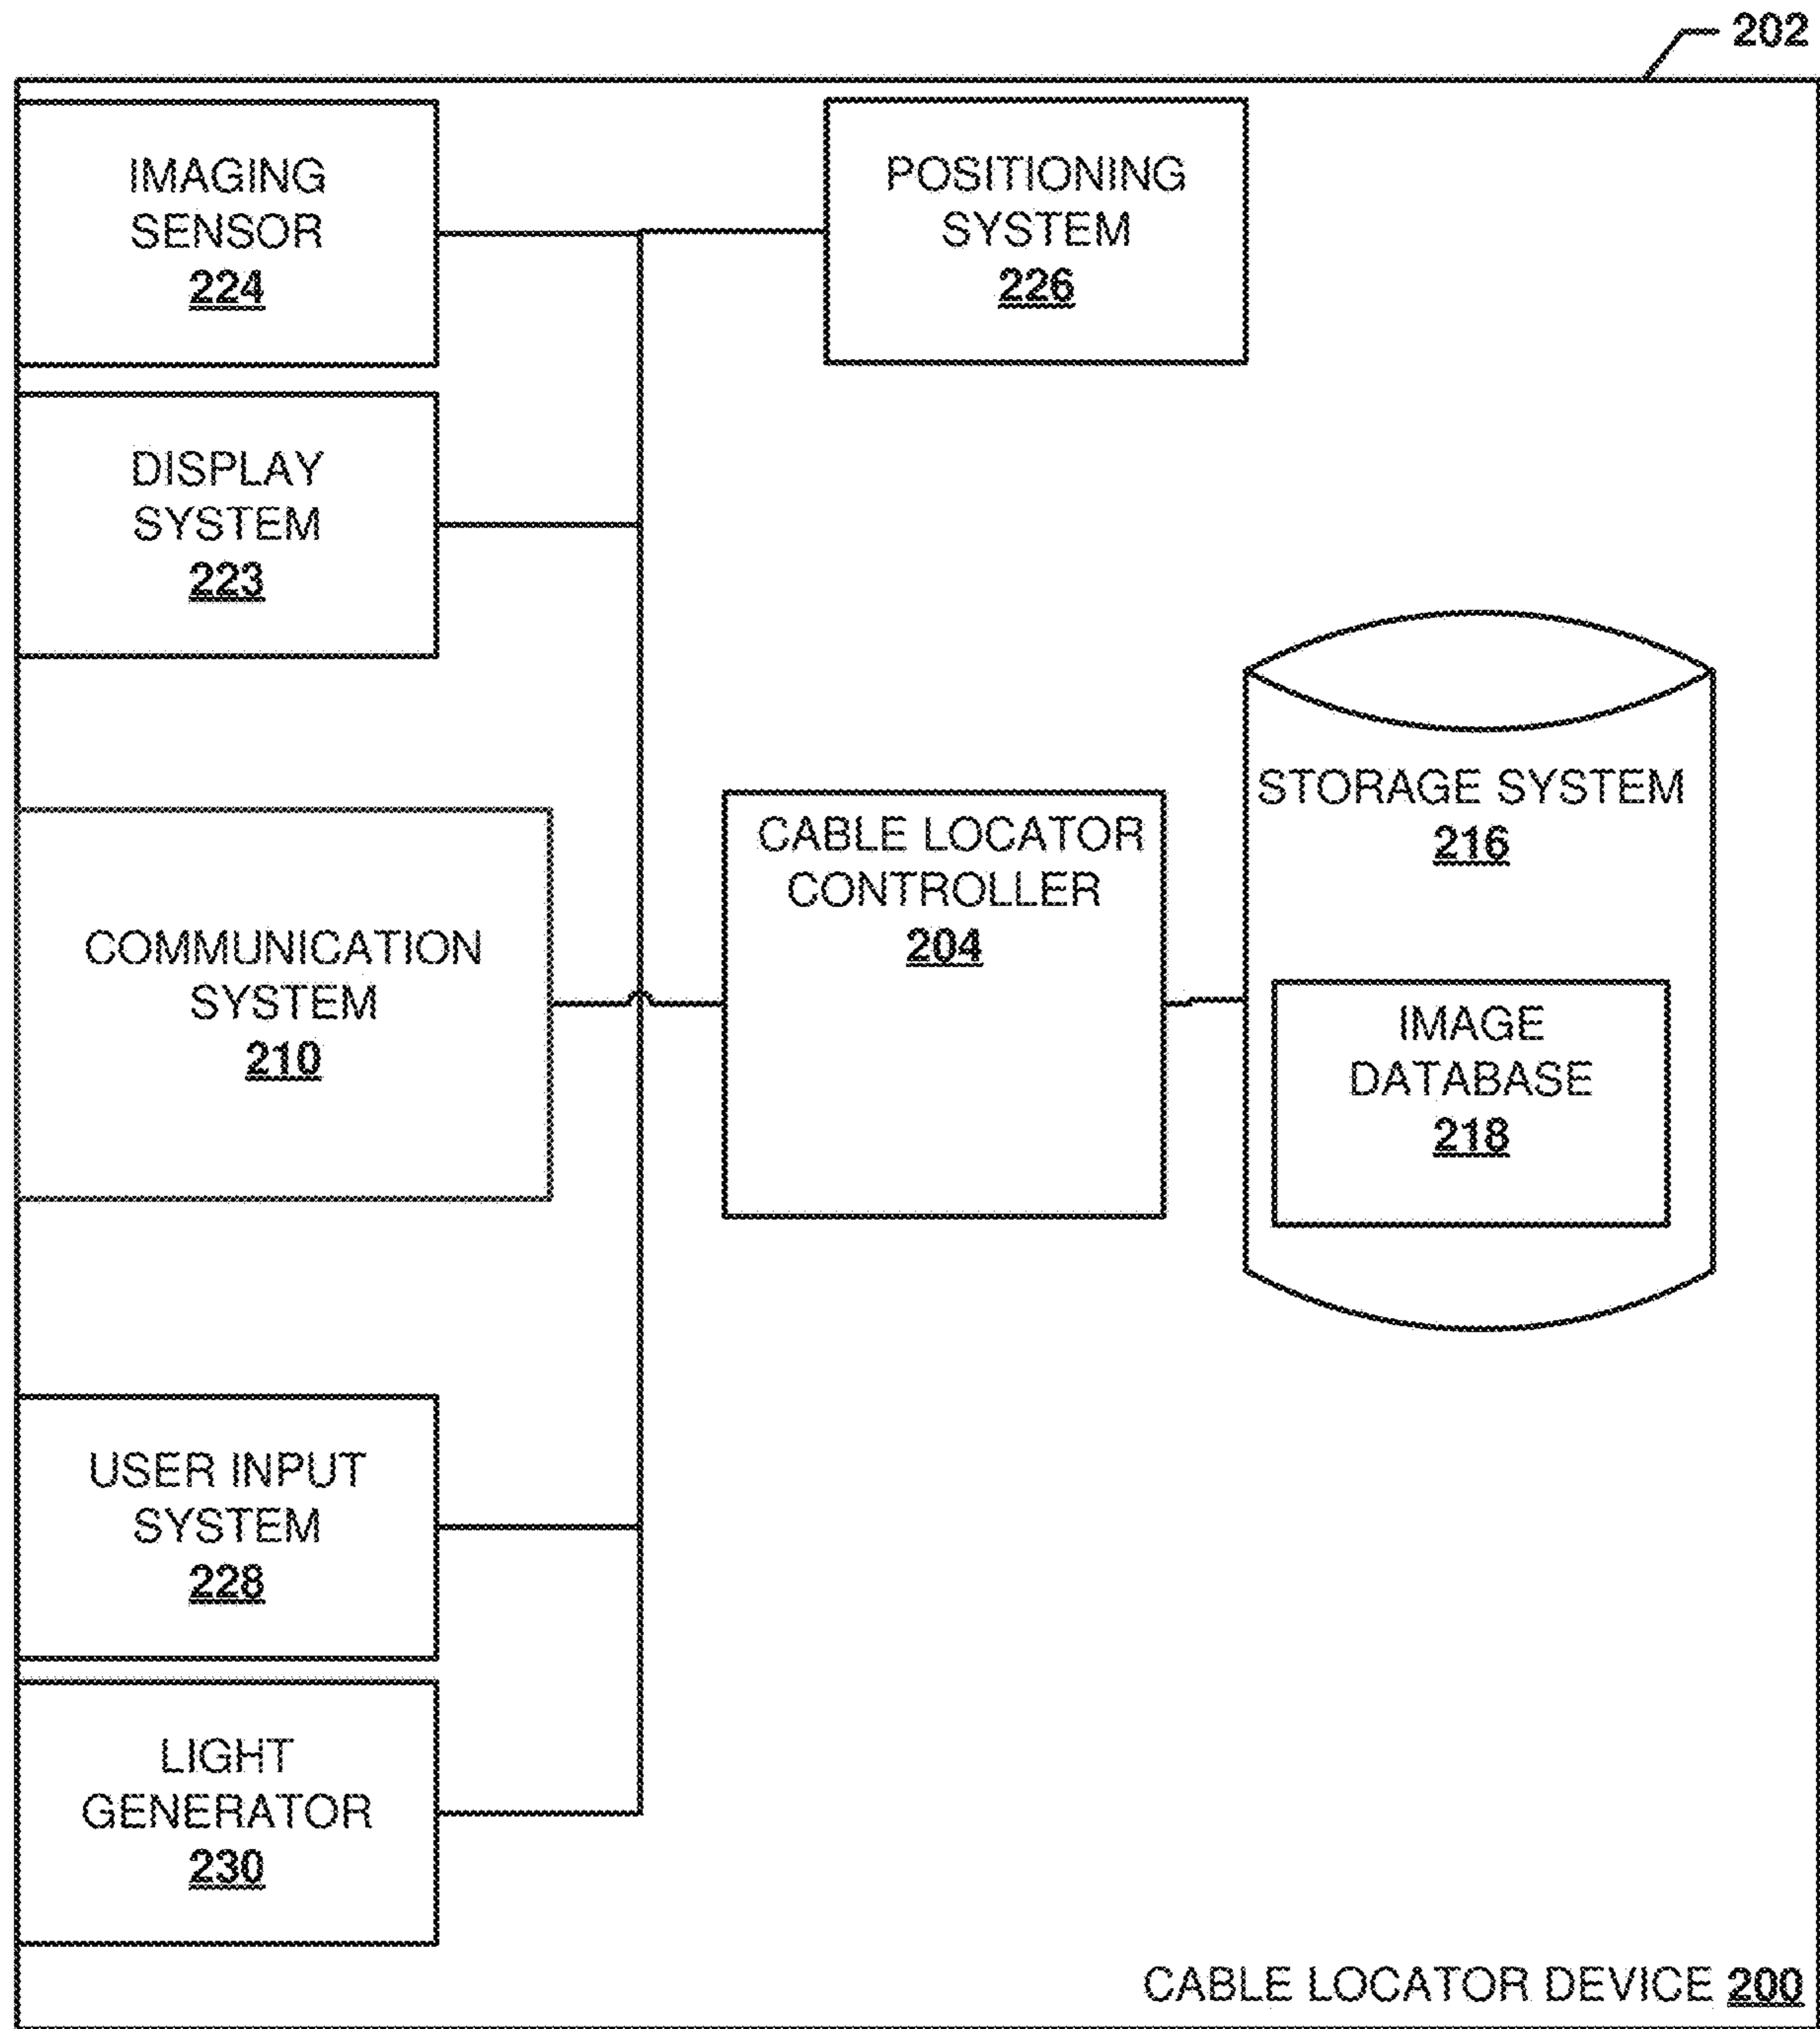 202
IMAGING
SENSOR
224
POSITIONING
SYSTEM
226
DISPLAY
SYSTEM
223
STORAGE SYSTEM
216
CABLE LOCATOR
CONTROLLER
204
COMMUNICATION
SYSTEM
210
IMAGE
DATABASE
218
USER INPUT
SYSTEM
228
LIGHT
GENERATOR
230
CABLE LOCATOR DEVICE 200